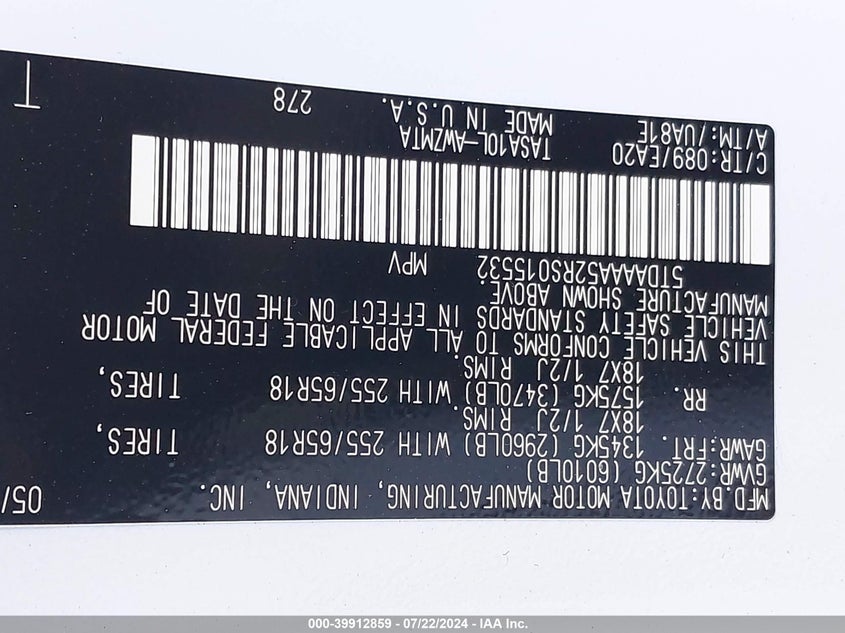 MFD.BY:TOYOTA MOTOR MANUFACTURING, INDIANA, INC. 05/
GVWR:2725KG (6010LB)
GAWR:FRT. 1345KG (2960LB) WITH 255/65R18 TIRES,
18X7 1/2J RIMS.
RR. 1575KG (3470LB) WITH 255/65R18 TIRES,
18X7 1/2J RIMS
THIS VEHICLE CONFORMS TO ALL APPLICABLE FEDERAL MOTOR
VEHICLE SAFETY STANDARDS IN EFFECT ON THE DATE OF
MANUFACTURE SHOWN ABOVE.
5TDAAAA52RS015532 MPV
C/TR:089/EA20 TASA10L-AWZMTA
A/TM:/UA81E MADE IN U.S.A. 278
T
000-39912859 - 07/22/2024 - IAA Inc.